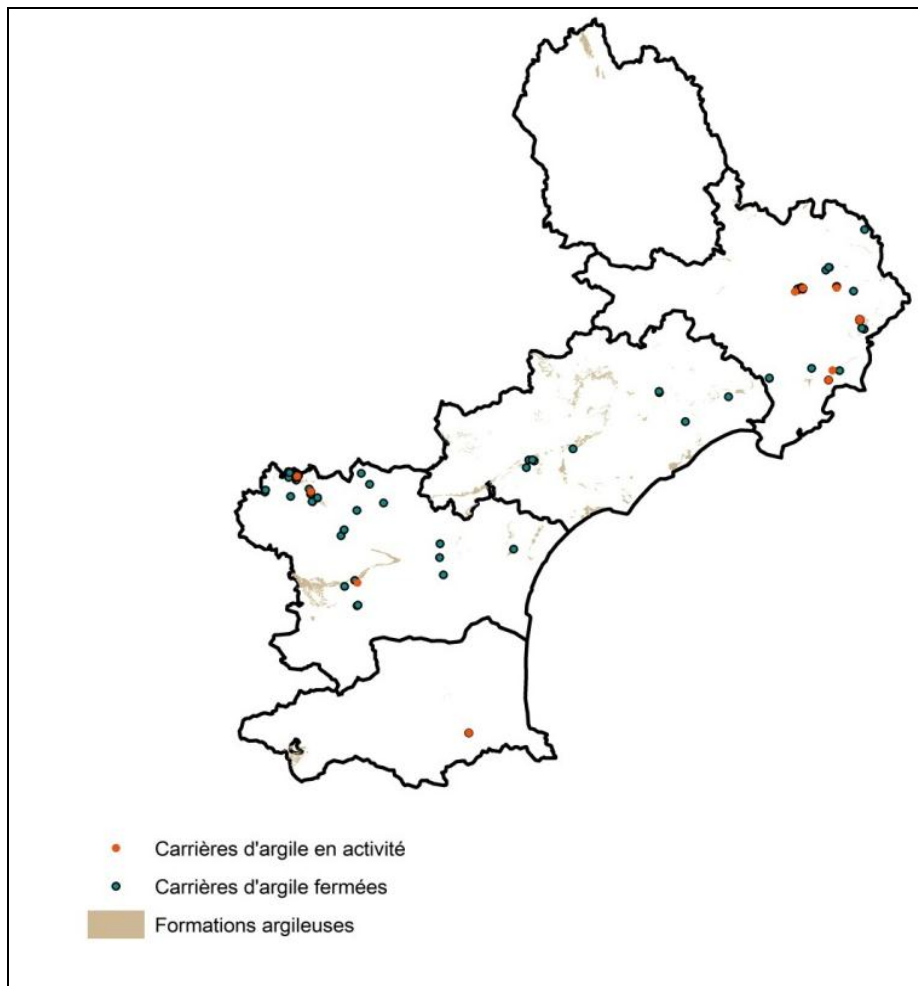 Carrières d'argile en activité
Carrières d'argile fermées
Formations argileuses